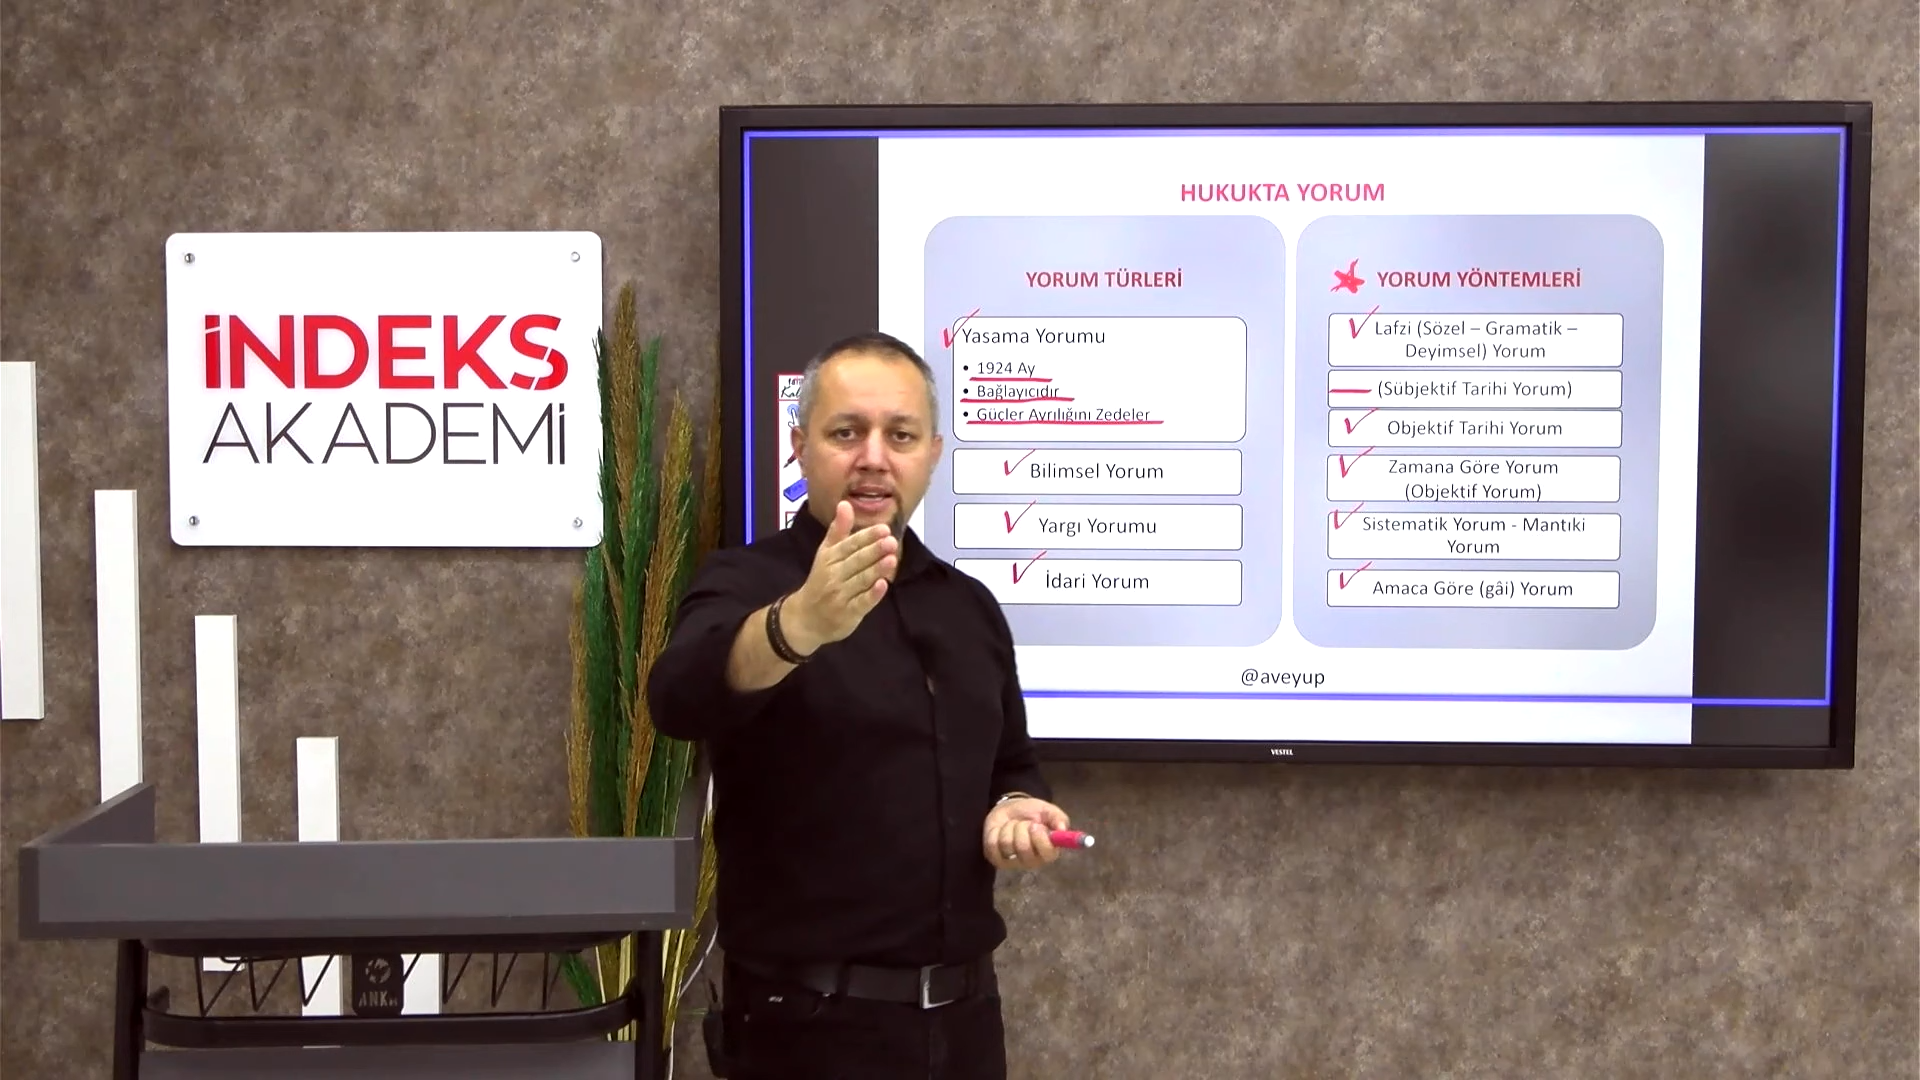 İNDEKS
AKADEMİ
HUKUKTA YORUM
YORUM TÜRLERİ
Yasama Yorumu
• 1924 Ay
• Bağlayıcıdır
• Güçler Ayrılığını Zedeler
Bilimsel Yorum
Yargı Yorumu
İdari Yorum
YORUM YÖNTEMLERİ
Lafzi (Sözel – Gramatik –
Deyimsel) Yorum
(Sübjektif Tarihi Yorum)
Objektif Tarihi Yorum
Zamana Göre Yorum
(Objektif Yorum)
Sistematik Yorum - Mantıki
Yorum
Amaca Göre (gâi) Yorum
@aveyup
VESTEL